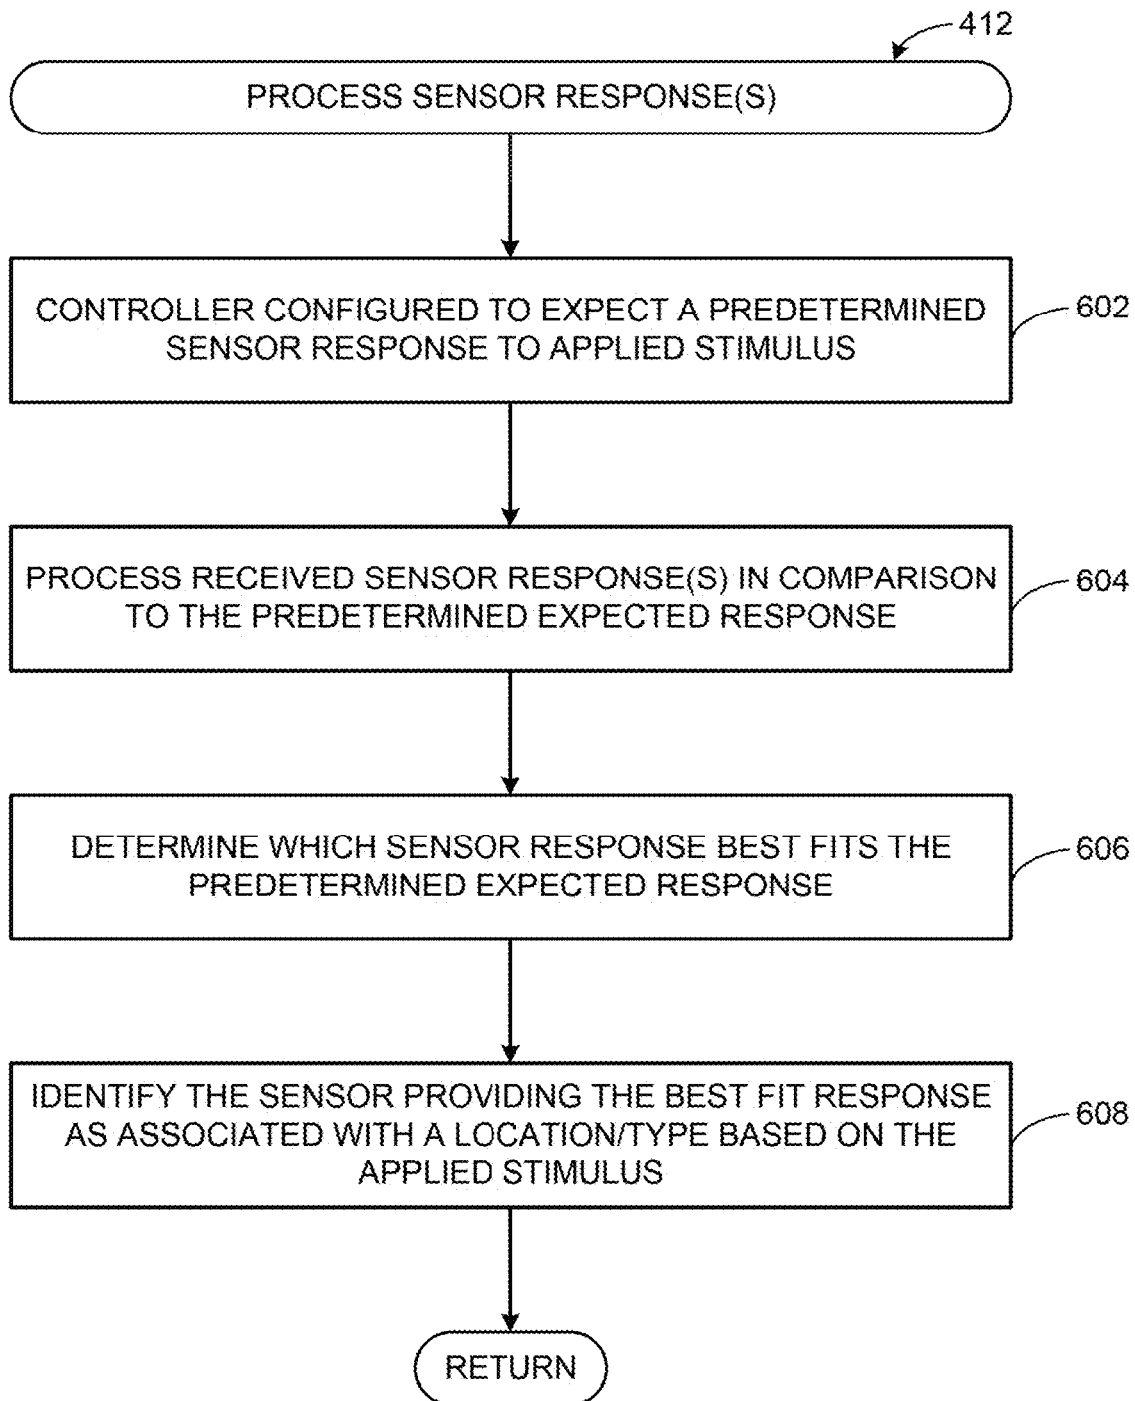 412
PROCESS SENSOR RESPONSE(S)
CONTROLLER CONFIGURED TO EXPECT A PREDETERMINED
SENSOR RESPONSE TO APPLIED STIMULUS
602
PROCESS RECEIVED SENSOR RESPONSE(S) IN COMPARISON
TO THE PREDETERMINED EXPECTED RESPONSE
604
DETERMINE WHICH SENSOR RESPONSE BEST FITS THE
PREDETERMINED EXPECTED RESPONSE
606
IDENTIFY THE SENSOR PROVIDING THE BEST FIT RESPONSE
AS ASSOCIATED WITH A LOCATION/TYPE BASED ON THE
APPLIED STIMULUS
608
RETURN